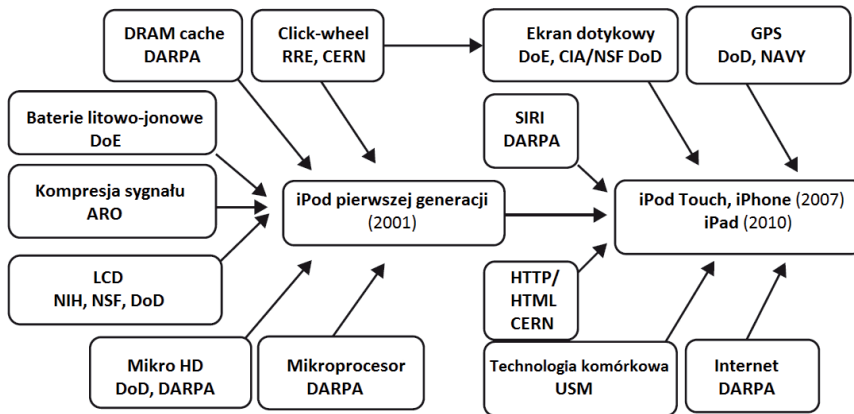 DRAM cache
DARPA
Click-wheel
RRE, CERN
Ekran dotykowy
DoE, CIA/NSF DoD
GPS
DoD, NAVY
Baterie litowo-jonowe
DoE
SIRI
DARPA
Kompresja sygnału
ARO
iPod pierwszej generacji
(2001)
iPod Touch, iPhone (2007)
iPad (2010)
LCD
NIH, NSF, DoD
HTTP/
HTML
CERN
Mikro HD
DoD, DARPA
Mikroprocesor
DARPA
Technologia komórkowa
USM
Internet
DARPA